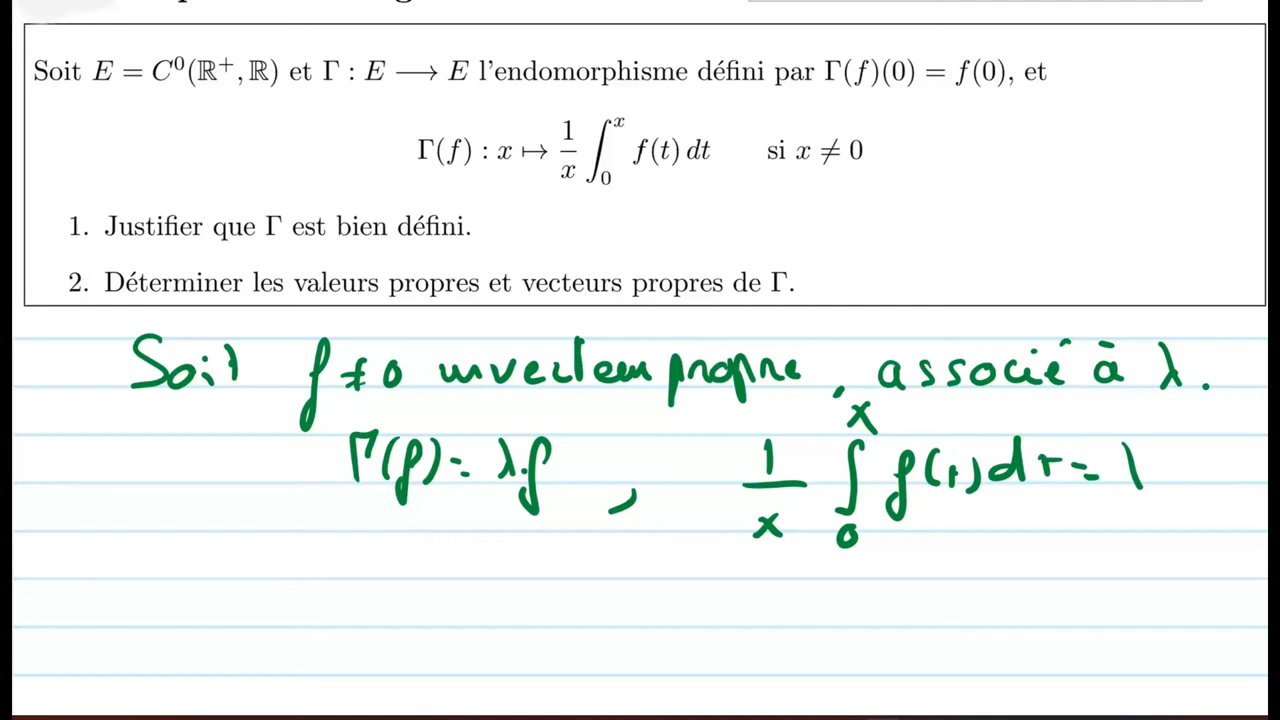 Soit E = C⁰(ℝ⁺, ℝ) et Γ : E ⟶ E l'endomorphisme défini par Γ(f)(0) = f(0), et
Γ(f) : x ↦ 1/x ∫₀ˣ f(t) dt si x ≠ 0
1. Justifier que Γ est bien défini.
2. Déterminer les valeurs propres et vecteurs propres de Γ.
Soit f ≠ 0 un vecteur propre, associé à λ.
Γ(f) = λ.f , 1/x ∫₀ˣ f(t) dt =